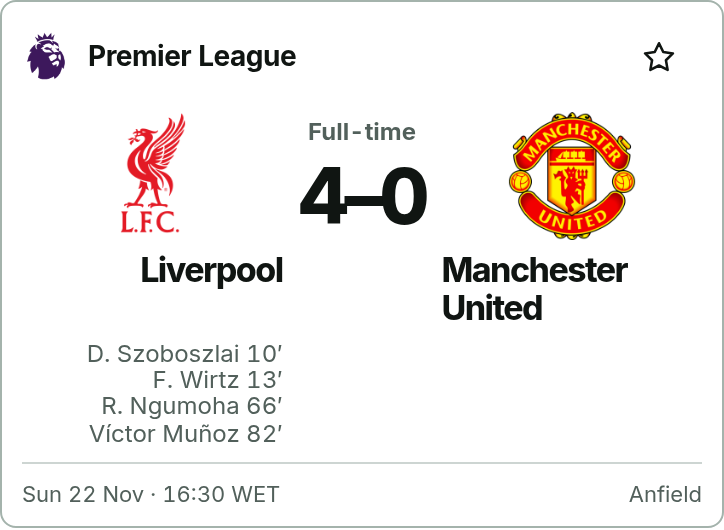 Premier League
Full-time
4–0
L.F.C.
MANCHESTER
UNITED
Liverpool
Manchester
United
D. Szoboszlai 10′
F. Wirtz 13′
R. Ngumoha 66′
Víctor Muñoz 82′
Sun 22 Nov · 16:30 WET
Anfield